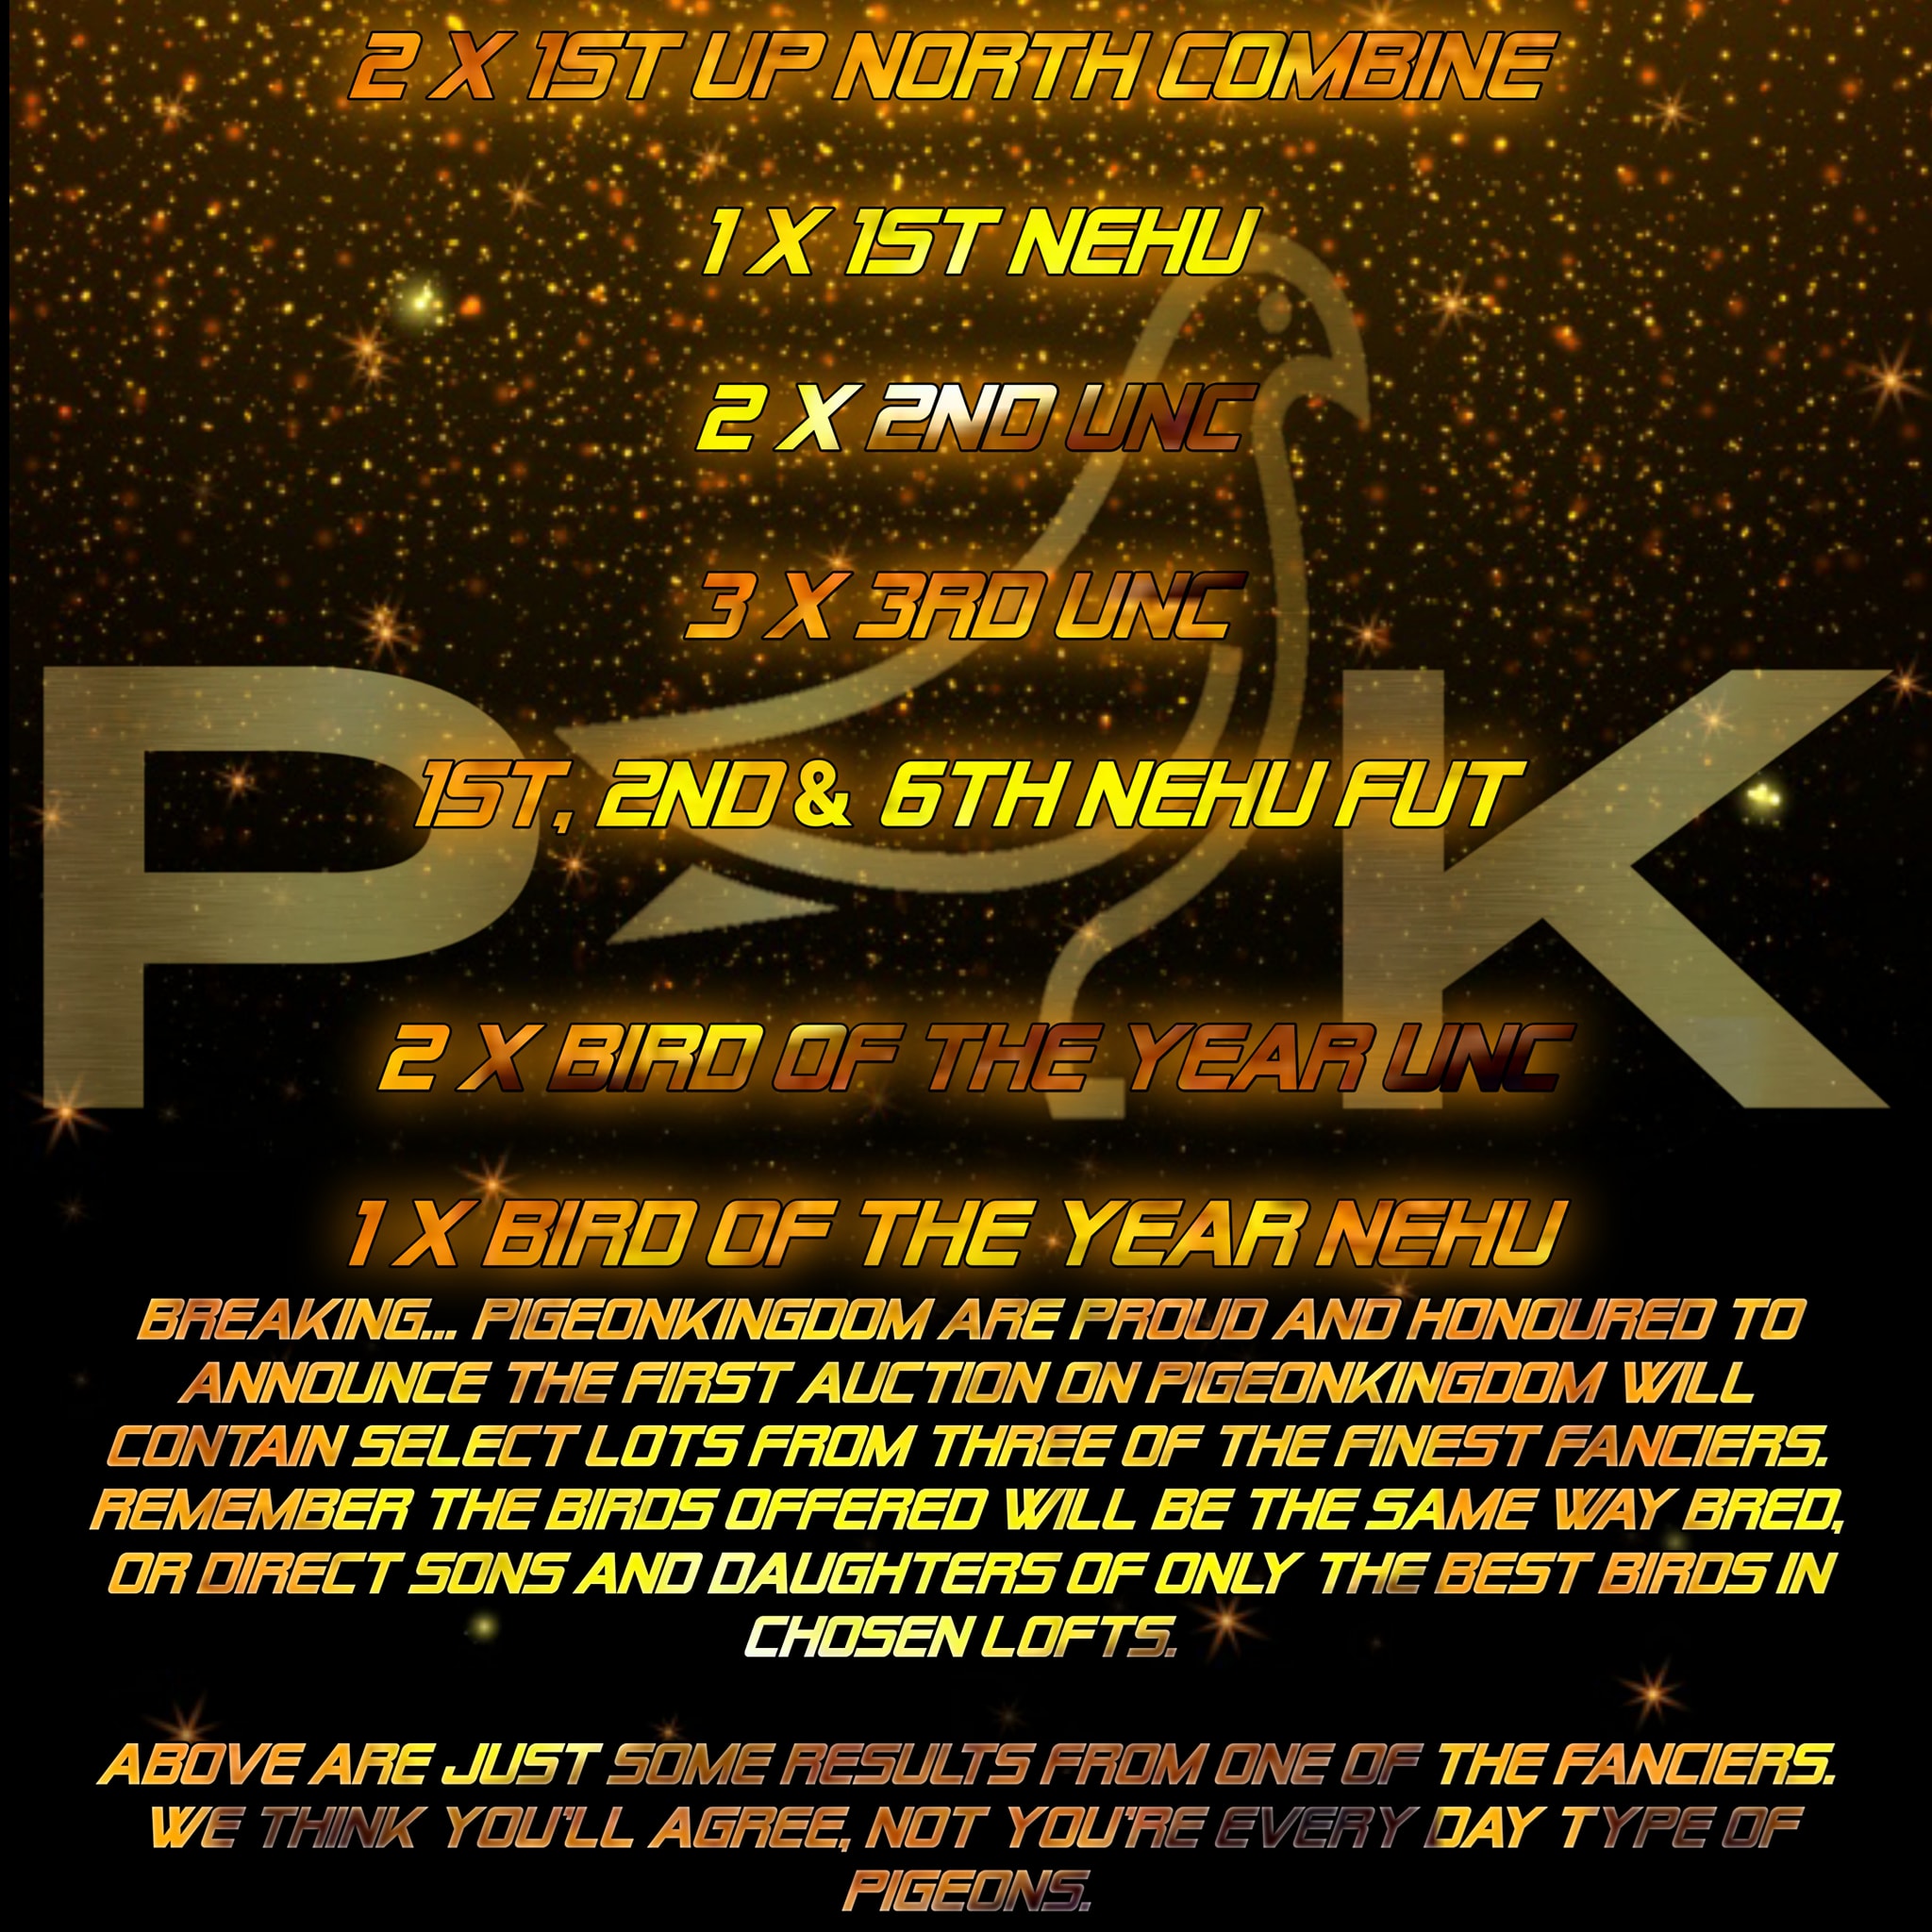 2 X 1ST UP NORTH COMBINE
1 X 1ST NEHU
2 X 2ND UNC
3 X 3RD UNC
P K
1ST, 2ND & 6TH NEHU FUT
2 X BIRD OF THE YEAR UNC
1 X BIRD OF THE YEAR NEHU
BREAKING... PIGEONKINGDOM ARE PROUD AND HONOURED TO
ANNOUNCE THE FIRST AUCTION ON PIGEONKINGDOM WILL
CONTAIN SELECT LOTS FROM THREE OF THE FINEST FANCIERS.
REMEMBER THE BIRDS OFFERED WILL BE THE SAME WAY BRED,
OR DIRECT SONS AND DAUGHTERS OF ONLY THE BEST BIRDS IN
CHOSEN LOFTS.
ABOVE ARE JUST SOME RESULTS FROM ONE OF THE FANCIERS.
WE THINK YOU'LL AGREE, NOT YOU'RE EVERY DAY TYPE OF
PIGEONS.